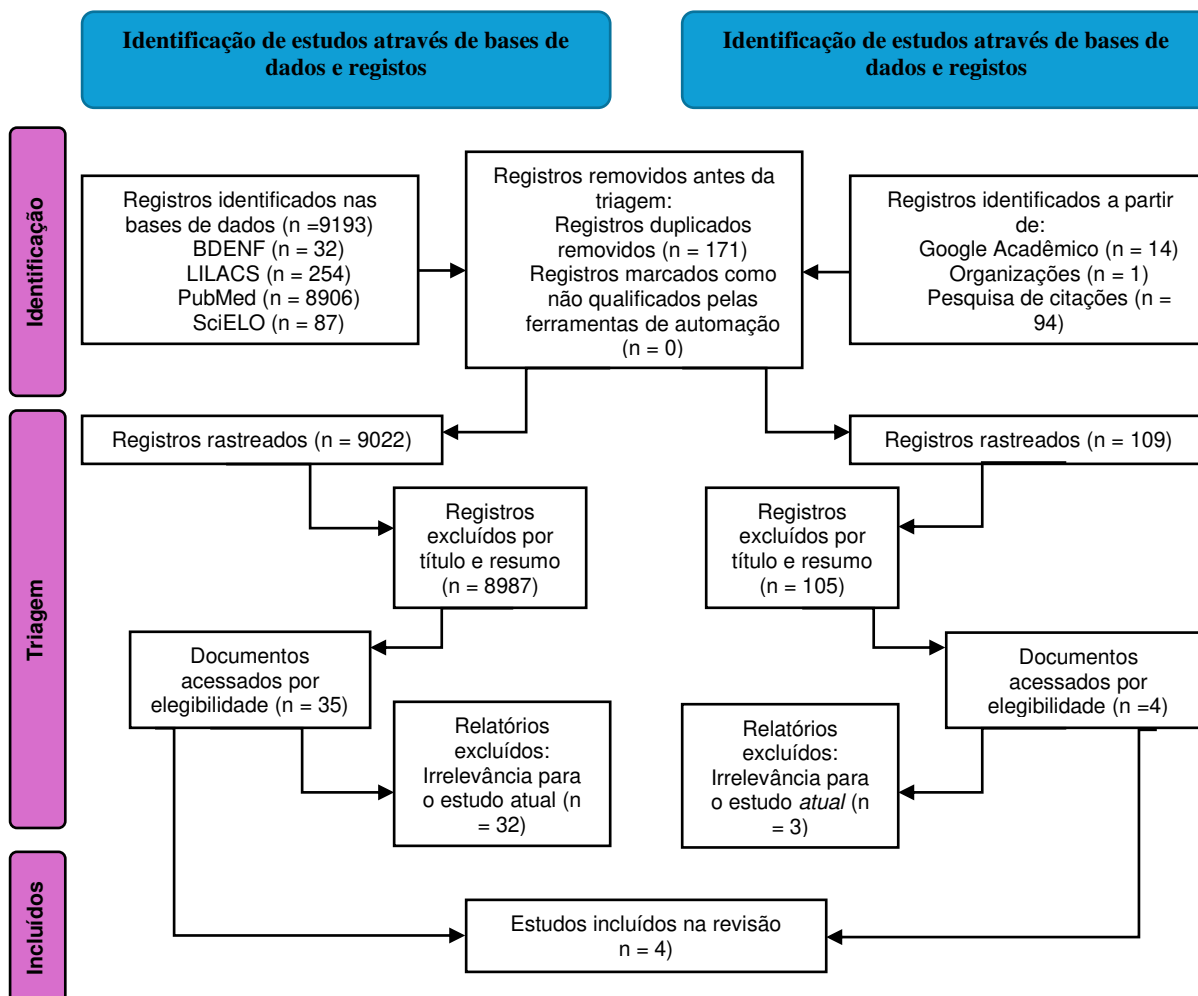 Identificação de estudos através de bases de
dados e registos
Identificação de estudos através de bases de
dados e registos
Identificação
Registros identificados nas
bases de dados (n =9193)
BDENF (n = 32)
LILACS (n = 254)
PubMed (n = 8906)
SciELO (n = 87)
Registros removidos antes da
triagem:
Registros duplicados
removidos (n = 171)
Registros marcados como
não qualificados pelas
ferramentas de automação
(n = 0)
Registros identificados a partir
de:
Google Acadêmico (n = 14)
Organizações (n = 1)
Pesquisa de citações (n =
94)
Triagem
Registros rastreados (n = 9022)
Registros rastreados (n = 109)
Registros
excluídos por
título e resumo
(n = 8987)
Registros
excluídos por
título e resumo
(n = 105)
Documentos
acessados por
elegibilidade (n = 35)
Documentos
acessados por
elegibilidade (n =4)
Relatórios
excluídos:
Irrelevância para
o estudo atual (n
= 32)
Relatórios
excluídos:
Irrelevância para
o estudo atual (n
= 3)
Incluídos
Estudos incluídos na revisão
n = 4)